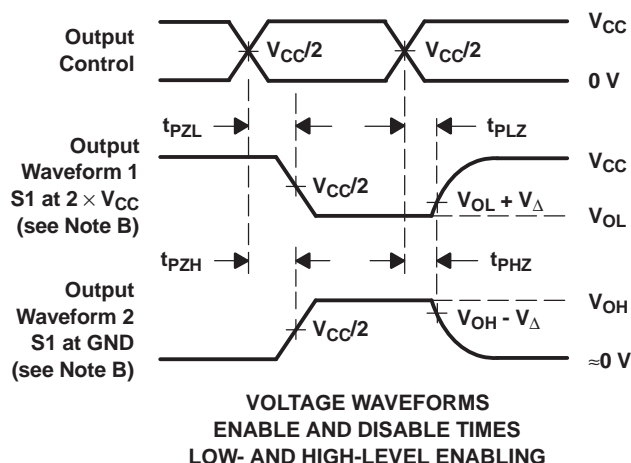 Output
Control
V_CC/2
V_CC/2
V_CC
0 V
t_PZL
t_PLZ
Output
Waveform 1
S1 at 2 × V_CC
(see Note B)
V_CC/2
V_OL + V_Δ
V_CC
V_OL
t_PZH
t_PHZ
Output
Waveform 2
S1 at GND
(see Note B)
V_CC/2
V_OH - V_Δ
V_OH
≈0 V
VOLTAGE WAVEFORMS
ENABLE AND DISABLE TIMES
LOW- AND HIGH-LEVEL ENABLING